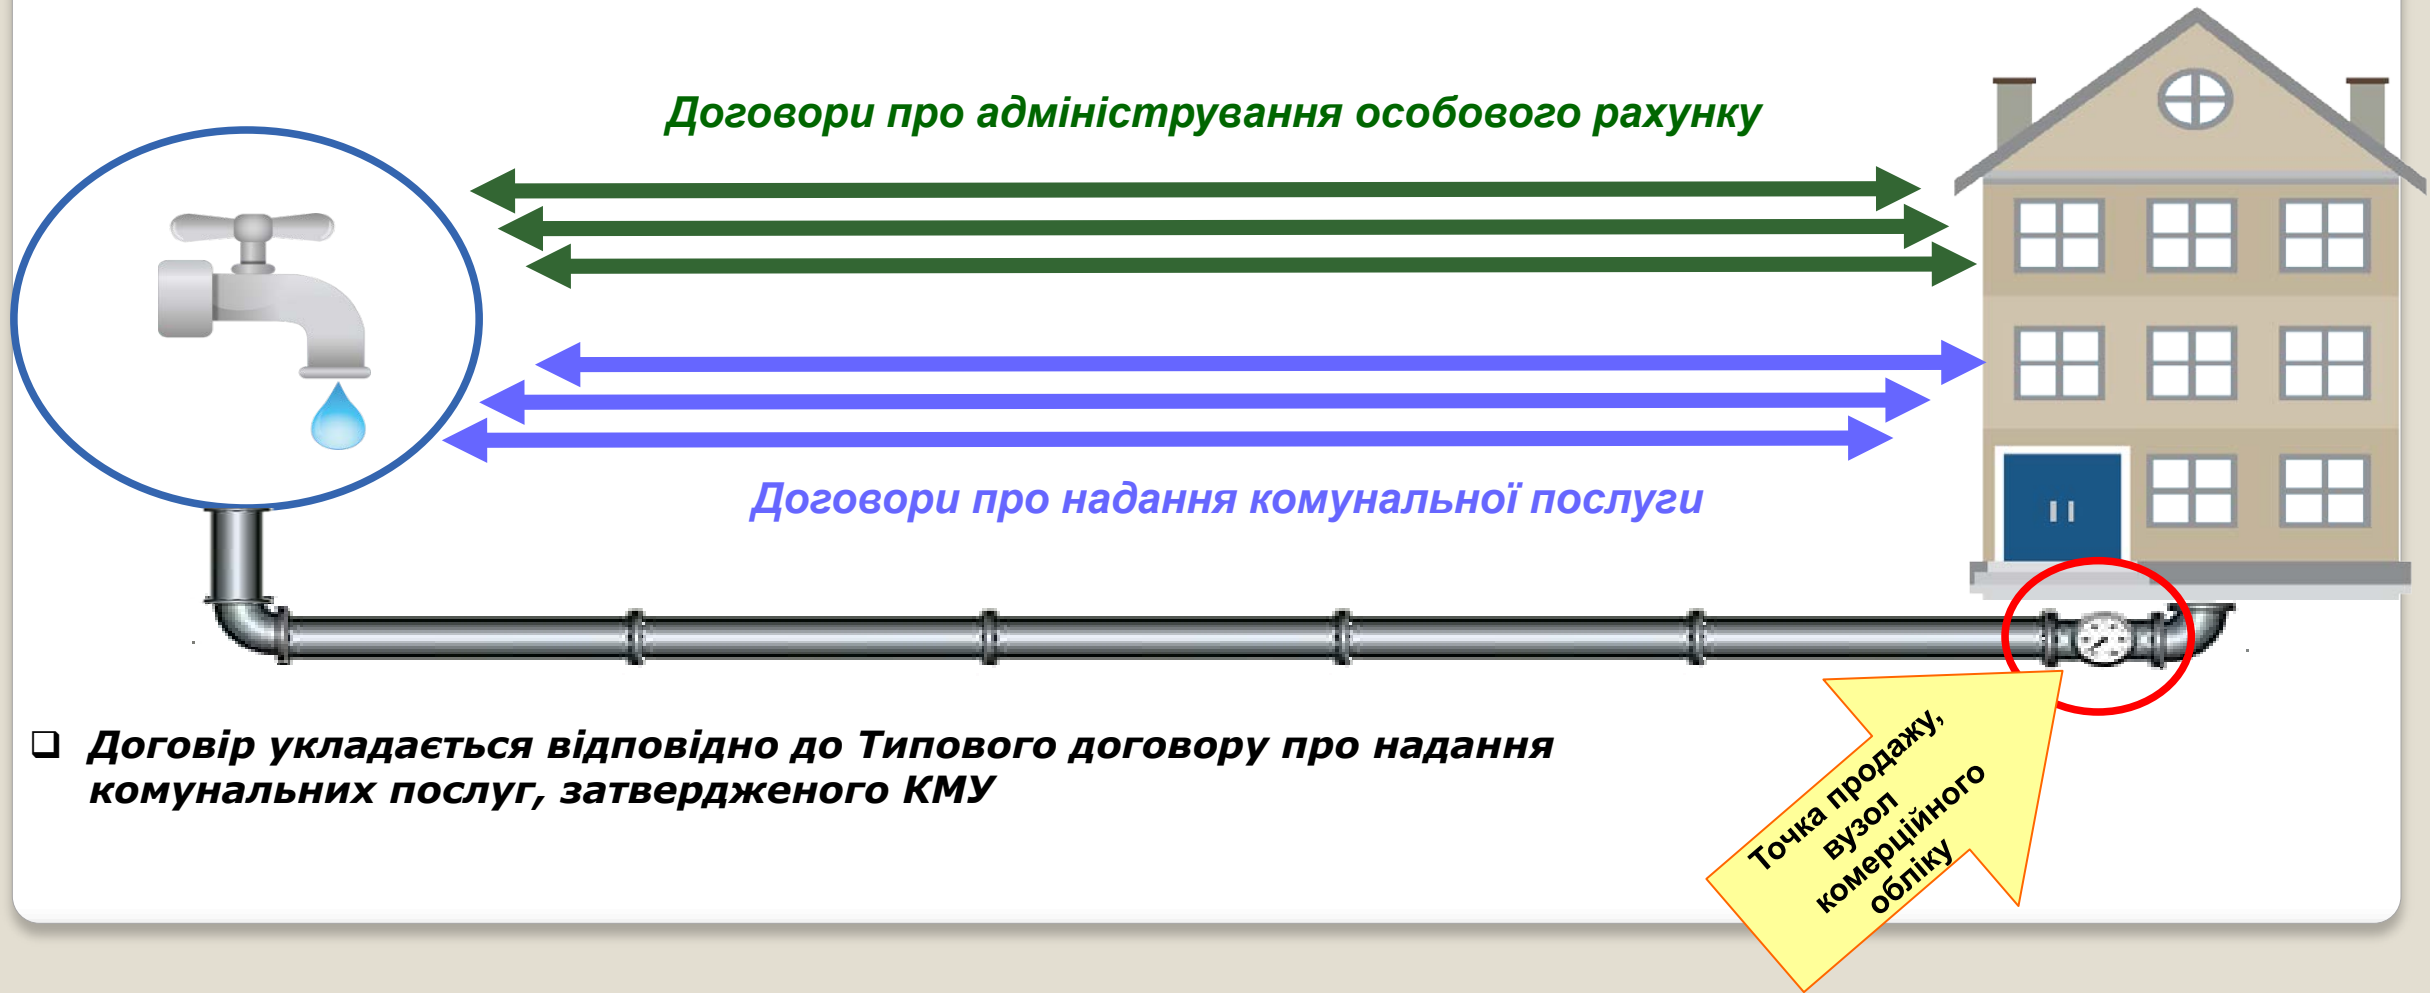 Договори про адміністрування особового рахунку
Договори про надання комунальної послуги
Договір укладається відповідно до Типового договору про надання
комунальних послуг, затвердженого КМУ
Точка продажу,
вузол
комерційного
обліку